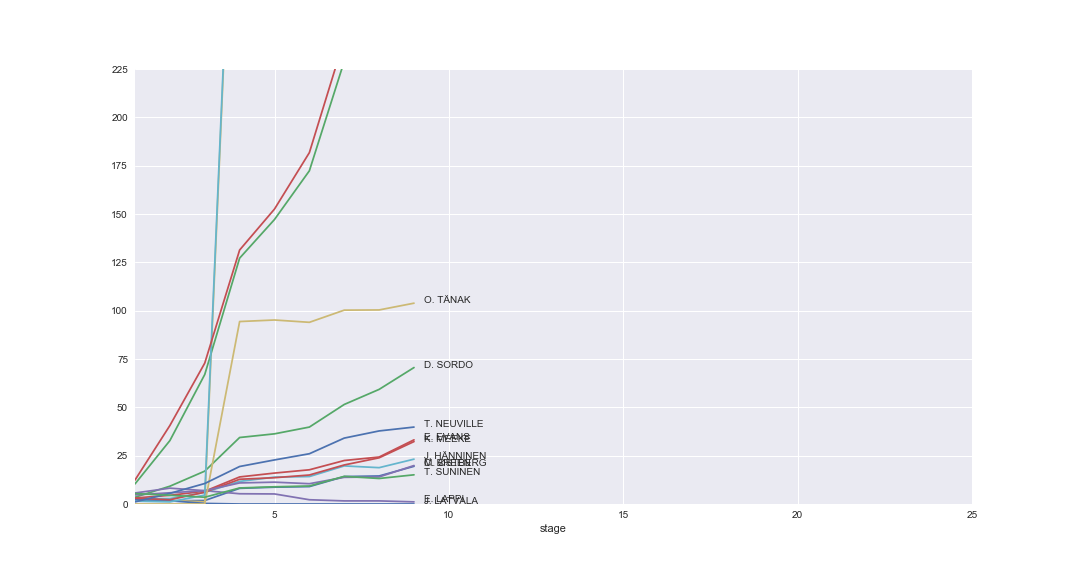 225
200
175
150
125
100
75
50
25
0
O. TÄNAK
D. SORDO
T. NEUVILLE
K. MEEKE
J. HÄNNINEN
T. SUNINEN
J. LATVALA
5
10
15
20
25
stage